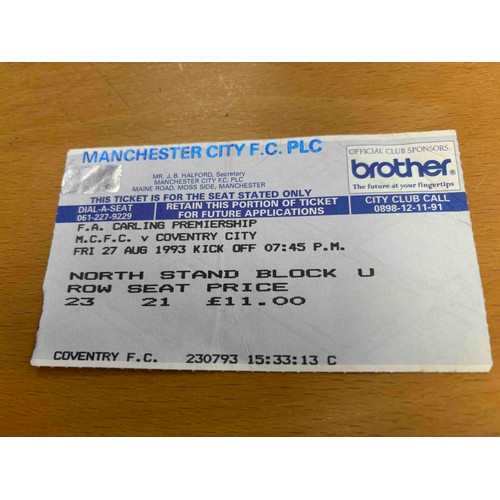 MANCHESTER CITY F.C. PLC
MR. J. B. HALFORD, Secretary
MANCHESTER CITY F.C. PLC
MAINE ROAD, MOSS SIDE, MANCHESTER
THIS TICKET IS FOR THE SEAT STATED ONLY
OFFICIAL CLUB SPONSORS
brother
The future at your fingertips
DIAL-A-SEAT
061-227-9229
RETAIN THIS PORTION OF TICKET
FOR FUTURE APPLICATIONS
CITY CLUB CALL
0898-12-11-91
F.A. CARLING PREMIERSHIP
M.C.F.C. v COVENTRY CITY
FRI 27 AUG 1993 KICK OFF 07:45 P.M.
NORTH STAND BLOCK U
ROW SEAT PRICE
23 21 £11.00
COVENTRY F.C. 230793 15:33:13 C